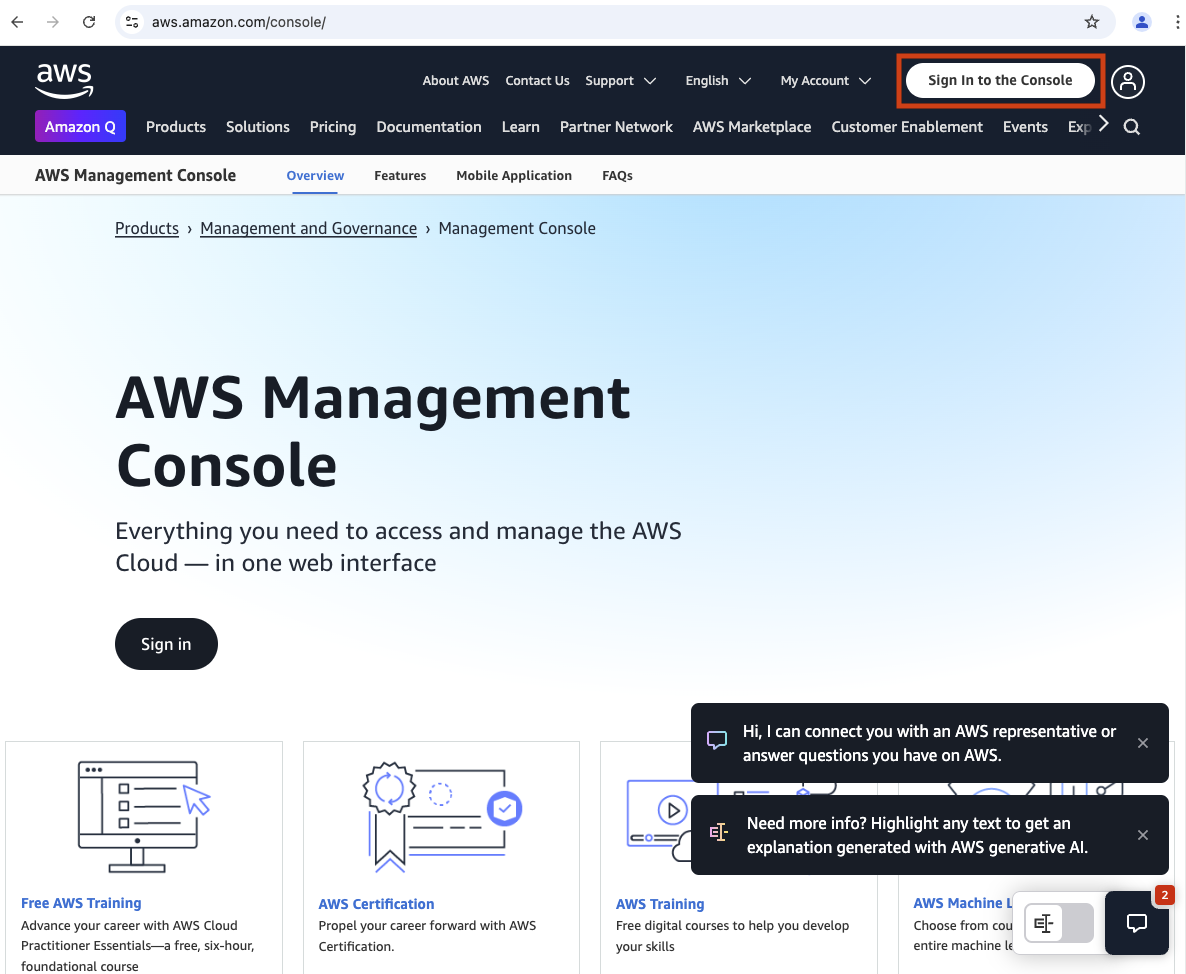 aws.amazon.com/console/
aws
About AWS Contact Us Support English My Account Sign In to the Console
Amazon Q Products Solutions Pricing Documentation Learn Partner Network AWS Marketplace Customer Enablement Events Exp
AWS Management Console Overview Features Mobile Application FAQs
Products › Management and Governance › Management Console
AWS Management
Console
Everything you need to access and manage the AWS
Cloud — in one web interface
Sign in
Hi, I can connect you with an AWS representative or
answer questions you have on AWS.
Need more info? Highlight any text to get an
explanation generated with AWS generative AI.
Free AWS Training
Advance your career with AWS Cloud
Practitioner Essentials—a free, six-hour,
foundational course
AWS Certification
Propel your career forward with AWS
Certification.
AWS Training
Free digital courses to help you develop
your skills
AWS Machine L
Choose from cou
entire machine le
2